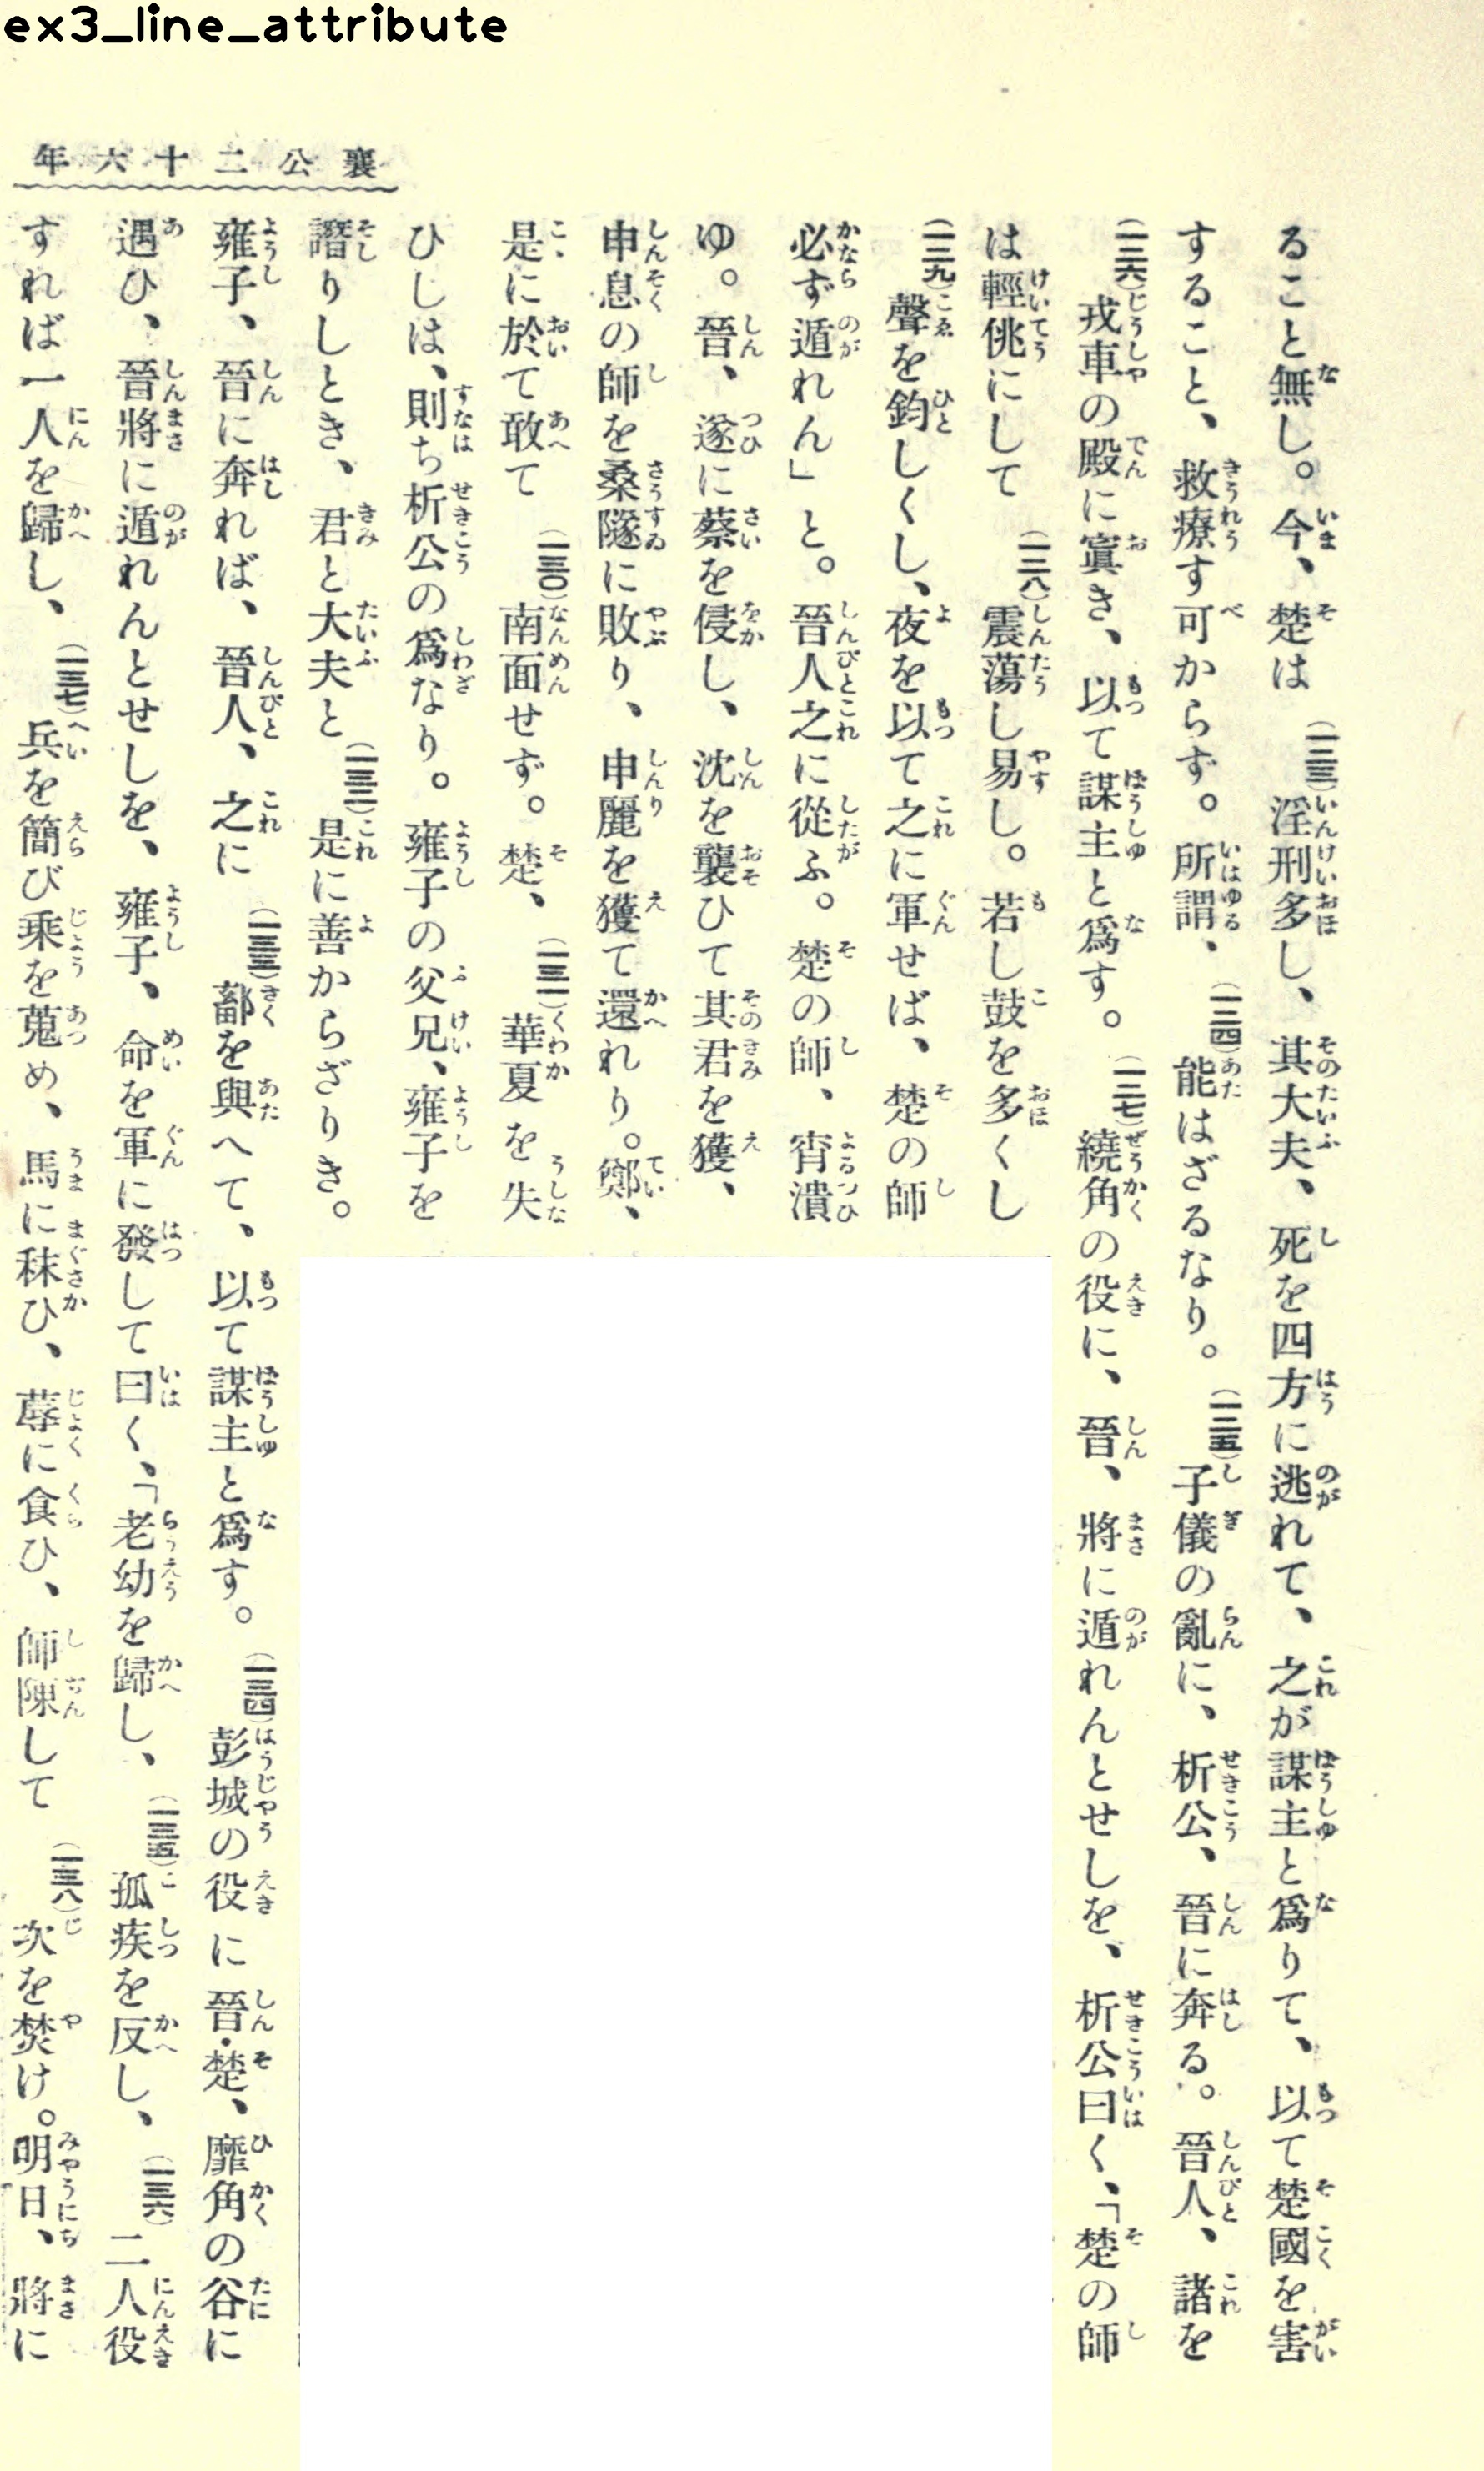 ex3_line_attribute
襄公二十六年
ること無し。今、楚は(一二三)淫刑多し、其大夫、死を四方に逃れて、之が謀主と爲りて、以て楚國を害
すること、救療す可からず。所謂、(一二四)能はざるなり。(一二五)子儀の亂に、析公、晉に奔る。晉人、諸を
(一二六)戎車の殿に寘き、以て謀主と爲す。(一二七)繞角の役に、晉、將に遁れんとせしを、析公曰く、「楚の師
は輕佻にして(一二八)震蕩し易し。若し鼓を多くし
(一二九)聲を鈞しくし、夜を以て之に軍せば、楚の師
必ず遁れん」と。晉人之に從ふ。楚の師、宵潰
ゆ。晉、遂に蔡を侵し、沈を襲ひて其君を獲、
申息の師を桑隧に敗り、申麗を獲て還れり。鄭、
是に於て敢て(一三〇)南面せず。楚、(一三一)華夏を失
ひしは、則ち析公の爲なり。雍子の父兄、雍子を
譖りしとき、君と大夫と(一三二)是に善からざりき。
雍子、晉に奔れば、晉人、之に(一三三)鄐を與へて、以て謀主と爲す。(一三四)彭城の役に晉・楚、靡角の谷に
遇ひ、晉將に遁れんとせしを、雍子、命を軍に發して曰く、「老幼を歸し、(一三五)孤疾を反し、(一三六)二人役
すれば一人を歸し、(一三七)兵を簡び乘を蒐め、馬に秣ひ、蓐に食ひ、師陳して(一三八)次を焚け。明日、將に